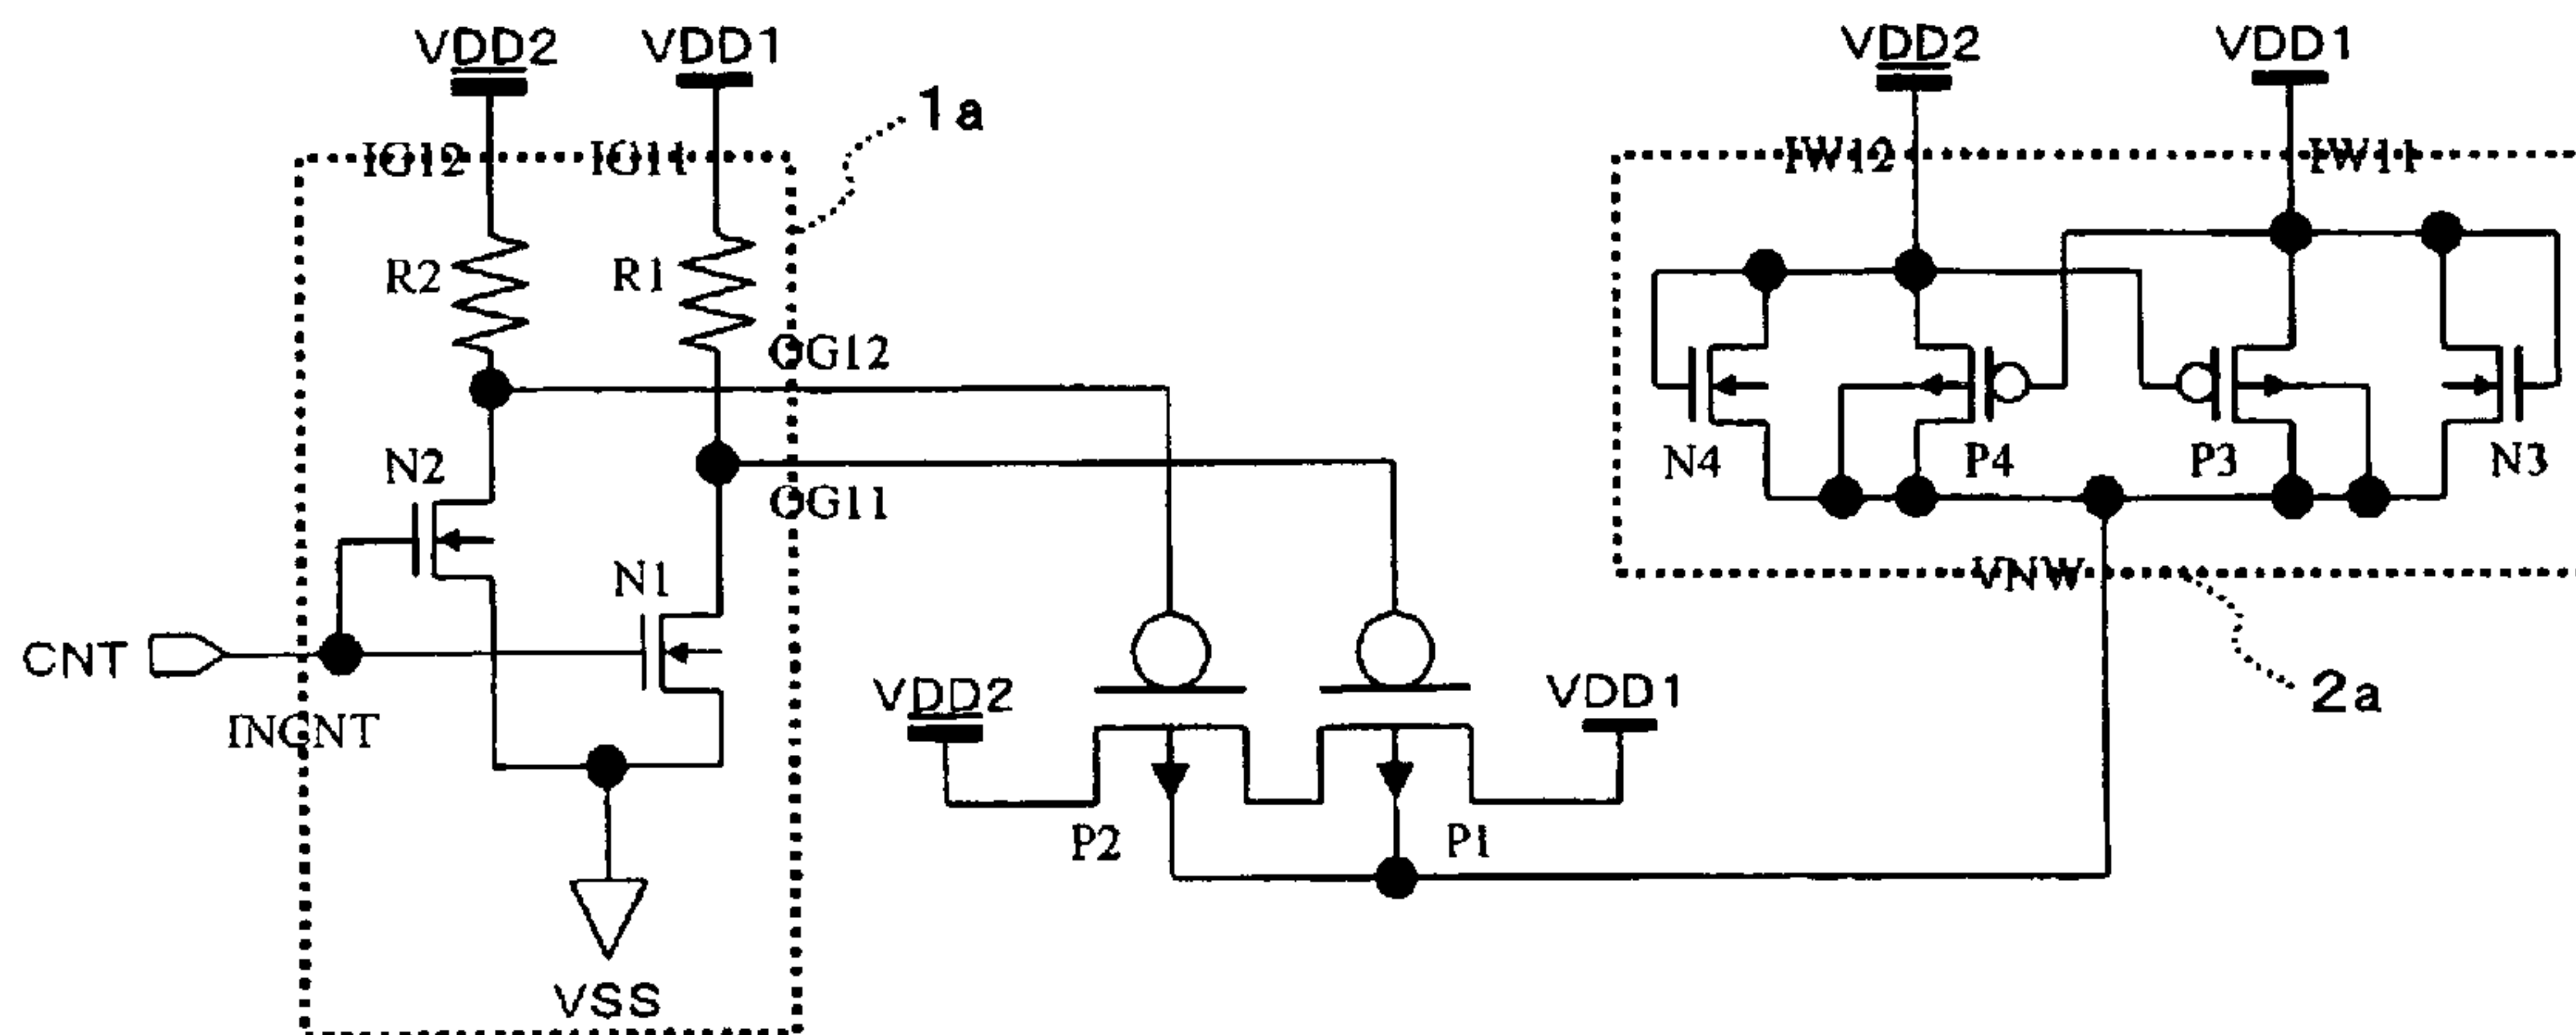 VDD2
VDD1
1a
IG12
IG11
R2
R1
OG12
N2
OG11
N1
CNT
INCNT
VSS
VDD2
VDD1
P2
P1
VDD2
VDD1
IW12
IW11
N4
P4
P3
N3
VNW
2a